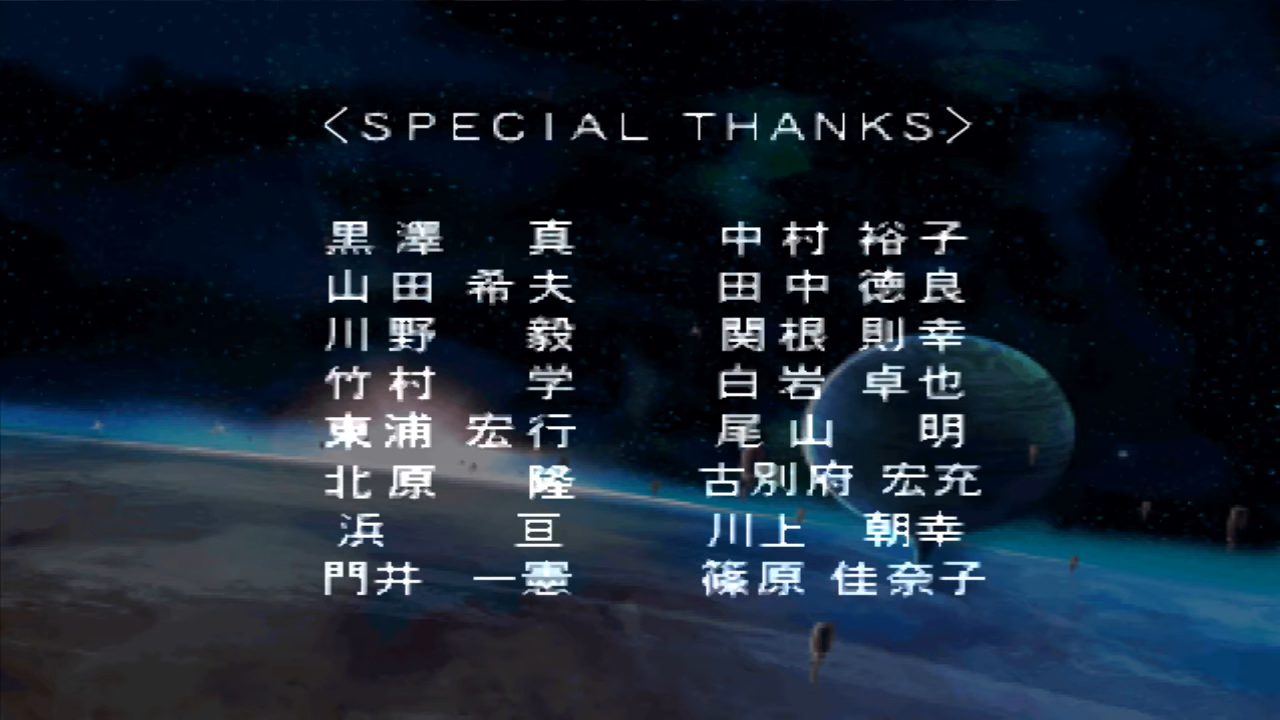 <SPECIAL THANKS>
黒澤 真 中村 裕子
山田 希夫 田中 徳良
川野 毅 関根 則幸
竹村 学 白岩 卓也
東浦 宏行 尾山 明
北原 隆 古別府 宏充
浜 亘 川上 朝幸
門井 一憲 篠原 佳奈子